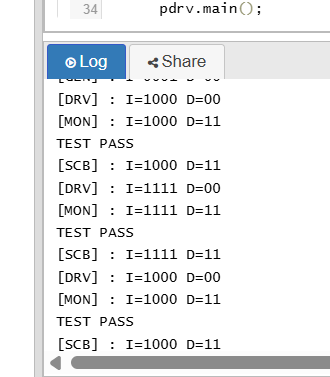 34 pdrv.main();
Log Share
[DRV] : I=1000 D=00
[MON] : I=1000 D=11
TEST PASS
[SCB] : I=1000 D=11
[DRV] : I=1111 D=00
[MON] : I=1111 D=11
TEST PASS
[SCB] : I=1111 D=11
[DRV] : I=1000 D=00
[MON] : I=1000 D=11
TEST PASS
[SCB] : I=1000 D=11